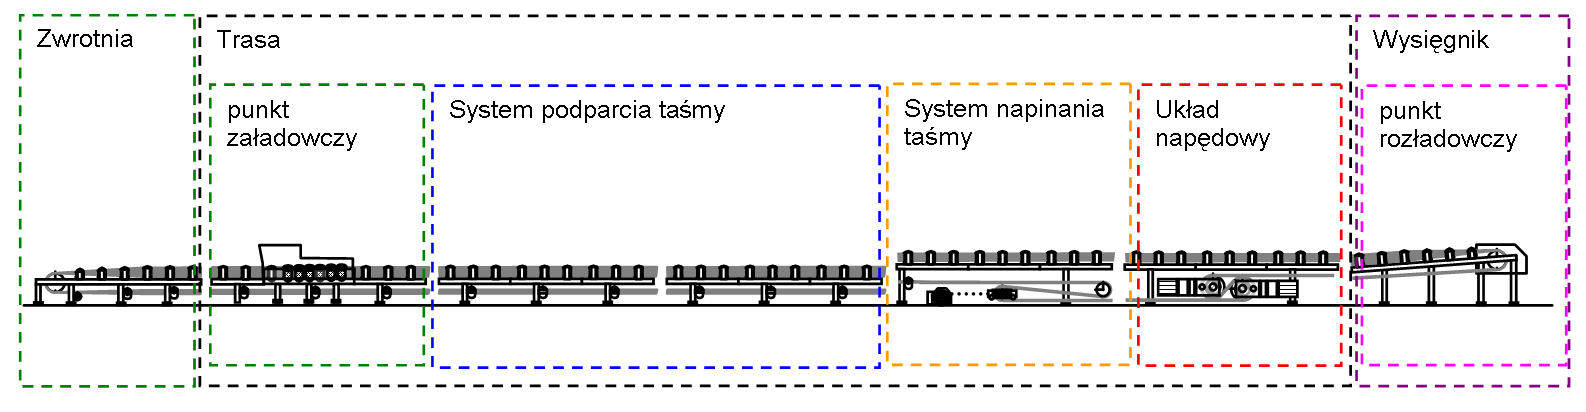 Zwrotnia
Trasa
Wysięgnik
punkt
załadowczy
System podparcia taśmy
System napinania
taśmy
Układ
napędowy
punkt
rozładowczy